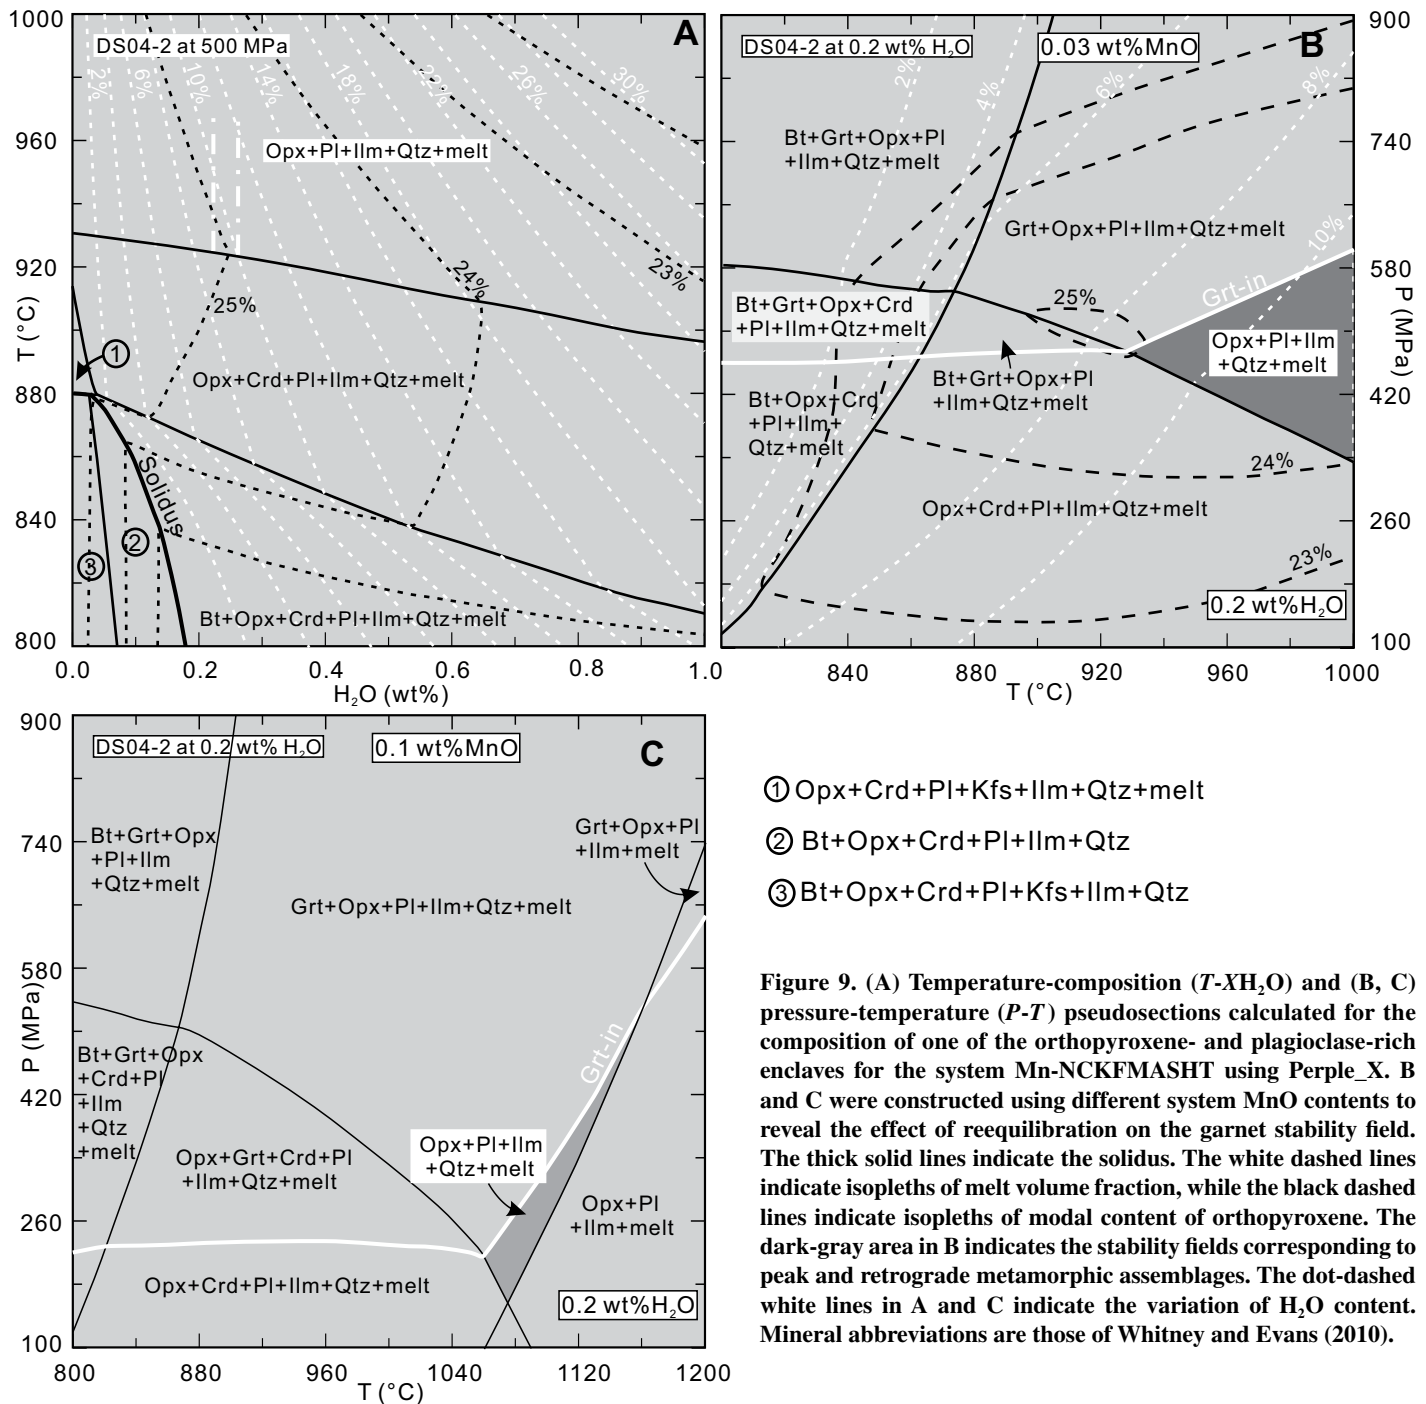 A
DS04-2 at 500 MPa
1000
960
920
880
840
800
T (°C)
2%
6%
10%
14%
18%
22%
26%
30%
Opx+Pl+Ilm+Qtz+melt
25%
24%
23%
1
Opx+Crd+Pl+Ilm+Qtz+melt
Solidus
2
3
Bt+Opx+Crd+Pl+Ilm+Qtz+melt
0.0
0.2
0.4
0.6
0.8
1.0
H₂O (wt%)
B
DS04-2 at 0.2 wt% H₂O
0.03 wt%MnO
900
740
580
420
260
100
P (MPa)
2%
4%
6%
8%
10%
Bt+Grt+Opx+Pl
+Ilm+Qtz+melt
Grt+Opx+Pl+Ilm+Qtz+melt
Grt-in
Bt+Grt+Opx+Crd
+Pl+Ilm+Qtz+melt
25%
Opx+Pl+Ilm
+Qtz+melt
Bt+Opx+Crd
+Pl+Ilm+
Qtz+melt
Bt+Grt+Opx+Pl
+Ilm+Qtz+melt
24%
Opx+Crd+Pl+Ilm+Qtz+melt
23%
0.2 wt%H₂O
840
880
920
960
1000
T (°C)
C
DS04-2 at 0.2 wt% H₂O
0.1 wt%MnO
900
740
580
420
260
100
P (MPa)
Bt+Grt+Opx
+Pl+Ilm
+Qtz+melt
Grt+Opx+Pl
+Ilm+melt
Grt+Opx+Pl+Ilm+Qtz+melt
Grt-in
Bt+Grt+Opx
+Crd+Pl
+Ilm
+Qtz
+melt
Opx+Pl+Ilm
+Qtz+melt
Opx+Grt+Crd+Pl
+Ilm+Qtz+melt
Opx+Pl
+Ilm+melt
Opx+Crd+Pl+Ilm+Qtz+melt
0.2 wt%H₂O
800
880
960
1040
1120
1200
T (°C)
① Opx+Crd+Pl+Kfs+Ilm+Qtz+melt
② Bt+Opx+Crd+Pl+Ilm+Qtz
③ Bt+Opx+Crd+Pl+Kfs+Ilm+Qtz
Figure 9. (A) Temperature-composition (T-XH₂O) and (B, C)
pressure-temperature (P-T) pseudosections calculated for the
composition of one of the orthopyroxene- and plagioclase-rich
enclaves for the system Mn-NCKFMASHT using Perple_X. B
and C were constructed using different system MnO contents to
reveal the effect of reequilibration on the garnet stability field.
The thick solid lines indicate the solidus. The white dashed lines
indicate isopleths of melt volume fraction, while the black dashed
lines indicate isopleths of modal content of orthopyroxene. The
dark-gray area in B indicates the stability fields corresponding to
peak and retrograde metamorphic assemblages. The dot-dashed
white lines in A and C indicate the variation of H₂O content.
Mineral abbreviations are those of Whitney and Evans (2010).